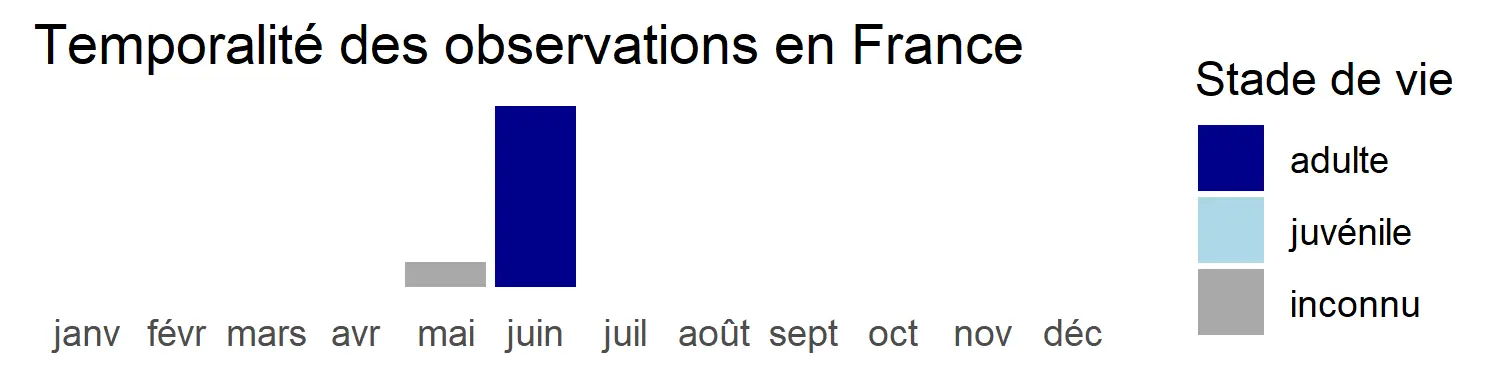 Temporalité des observations en France
Stade de vie
adulte
juvénile
inconnu
janv févr mars avr mai juin juil août sept oct nov déc